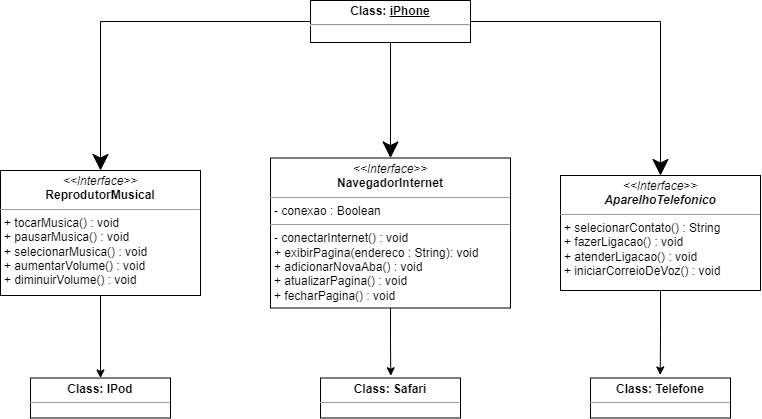 Class: iPhone
<<Interface>>
ReprodutorMusical
+ tocarMusica() : void
+ pausarMusica() : void
+ selecionarMusica() : void
+ aumentarVolume() : void
+ diminuirVolume() : void
<<Interface>>
NavegadorInternet
- conexao : Boolean
- conectarInternet() : void
+ exibirPagina(endereco : String): void
+ adicionarNovaAba() : void
+ atualizarPagina() : void
+ fecharPagina() : void
<<Interface>>
AparelhoTelefonico
+ selecionarContato() : String
+ fazerLigacao() : void
+ atenderLigacao() : void
+ iniciarCorreioDeVoz() : void
Class: IPod
Class: Safari
Class: Telefone